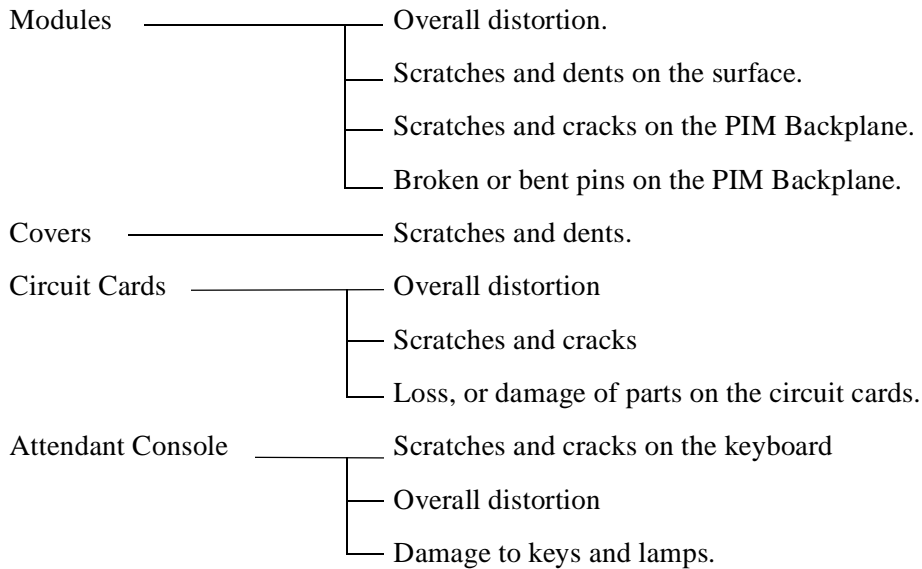 Modules Overall distortion.
Scratches and dents on the surface.
Scratches and cracks on the PIM Backplane.
Broken or bent pins on the PIM Backplane.
Covers Scratches and dents.
Circuit Cards Overall distortion
Scratches and cracks
Loss, or damage of parts on the circuit cards.
Attendant Console Scratches and cracks on the keyboard
Overall distortion
Damage to keys and lamps.